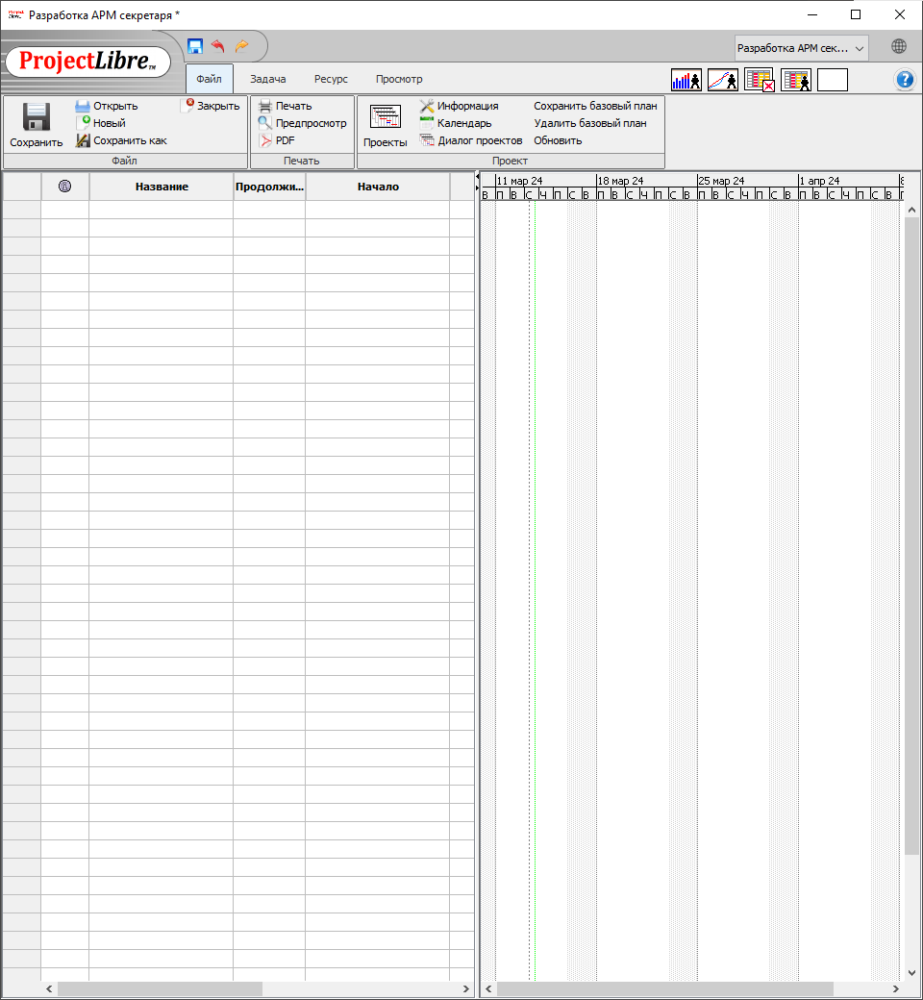 Разработка АРМ секретаря *
ProjectLibre™
Разработка АРМ сек...
Файл Задача Ресурс Просмотр
Сохранить
Открыть
Новый
Сохранить как
Закрыть
Файл
Печать
Предпросмотр
PDF
Печать
Проекты
Информация
Календарь
Диалог проектов
Сохранить базовый план
Удалить базовый план
Обновить
Проект
Название Продолжи... Начало
11 мар 24 18 мар 24 25 мар 24 1 апр 24 8
В П В С Ч П С В П В С Ч П С В П В С Ч П С В П В С Ч П С В П